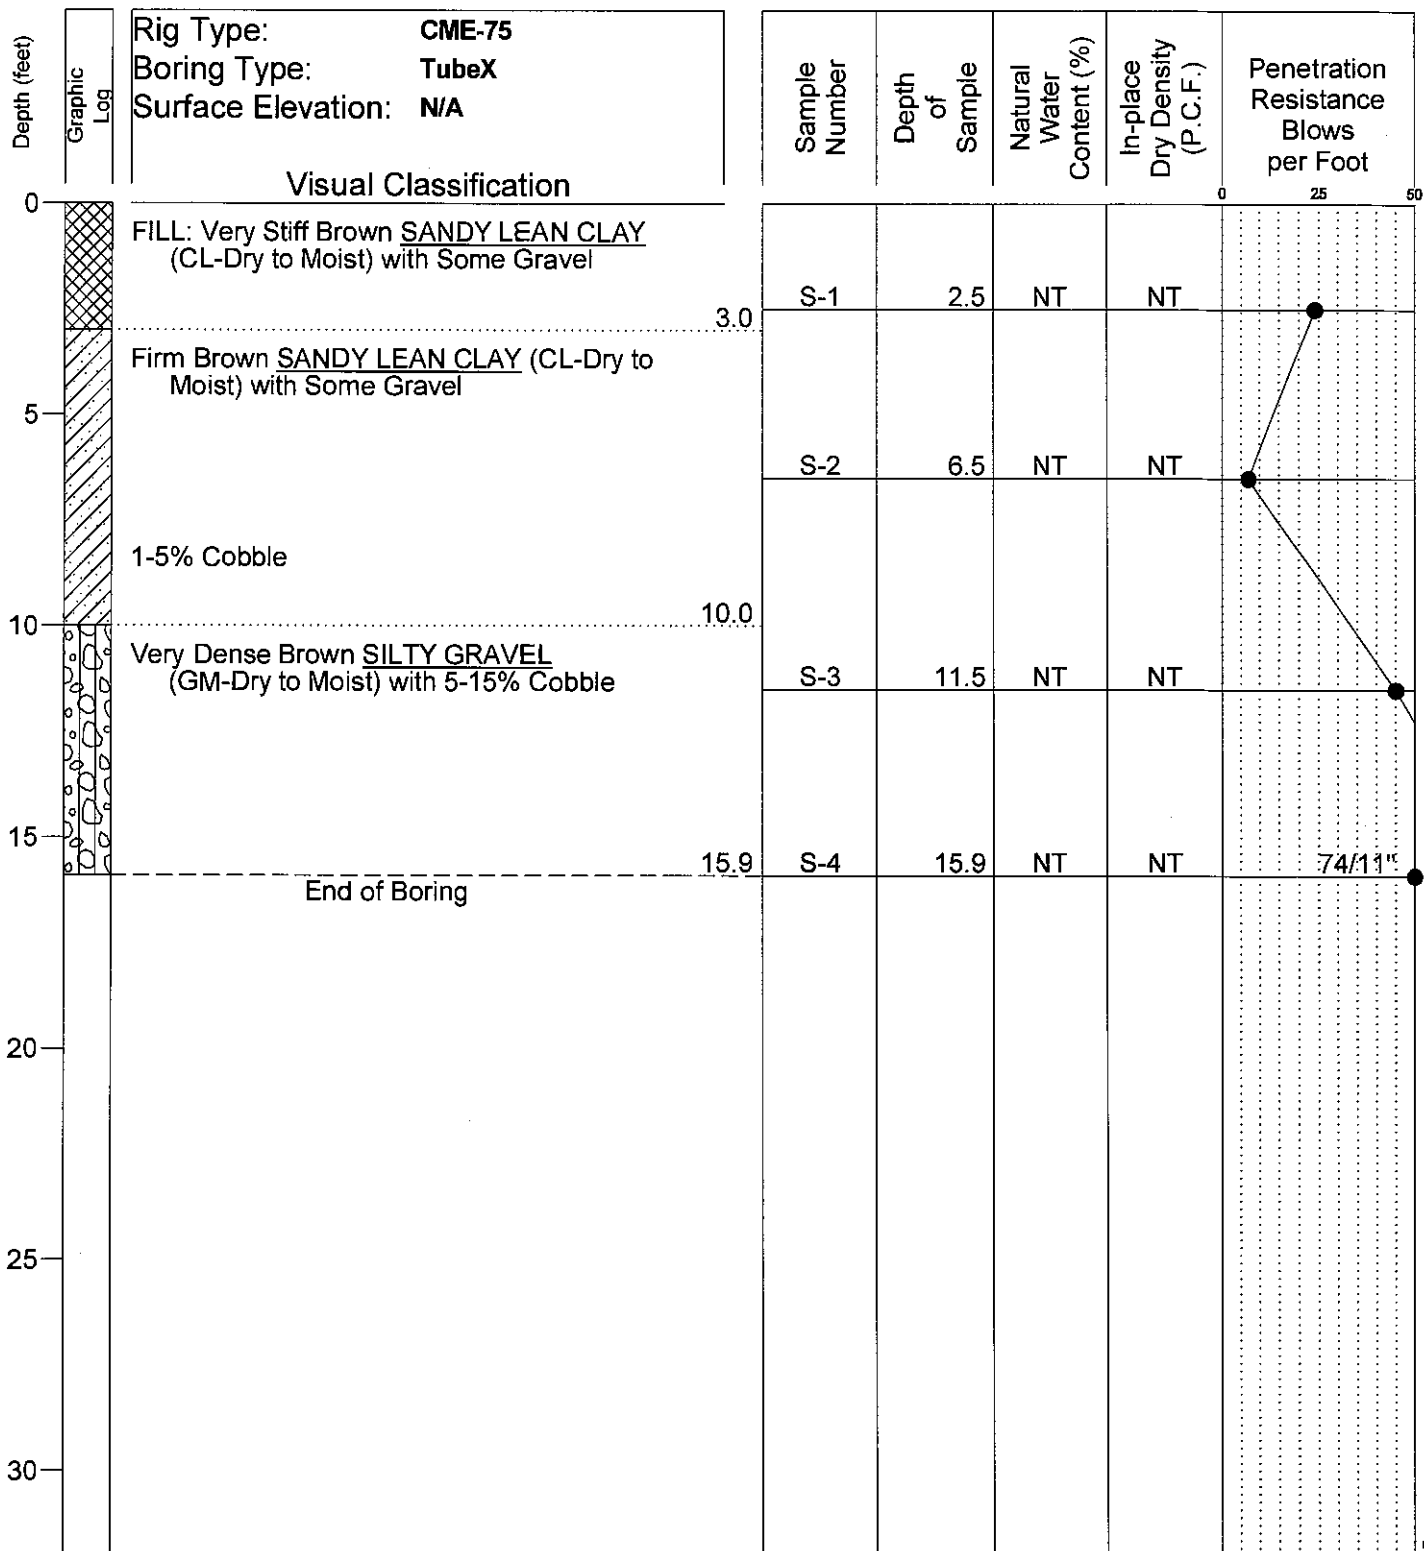 Depth (feet)
Graphic
Log
Rig Type: CME-75
Boring Type: TubeX
Surface Elevation: N/A
Visual Classification
Sample
Number
Depth
of
Sample
Natural
Water
Content (%)
In-place
Dry Density
(P.C.F.)
Penetration
Resistance
Blows
per Foot
0 25 50
0
FILL: Very Stiff Brown SANDY LEAN CLAY
(CL-Dry to Moist) with Some Gravel
S-1 2.5 NT NT
3.0
Firm Brown SANDY LEAN CLAY (CL-Dry to
Moist) with Some Gravel
5
S-2 6.5 NT NT
1-5% Cobble
10.0
10
Very Dense Brown SILTY GRAVEL
(GM-Dry to Moist) with 5-15% Cobble
S-3 11.5 NT NT
15
15.9 S-4 15.9 NT NT 74/11"
End of Boring
20
25
30